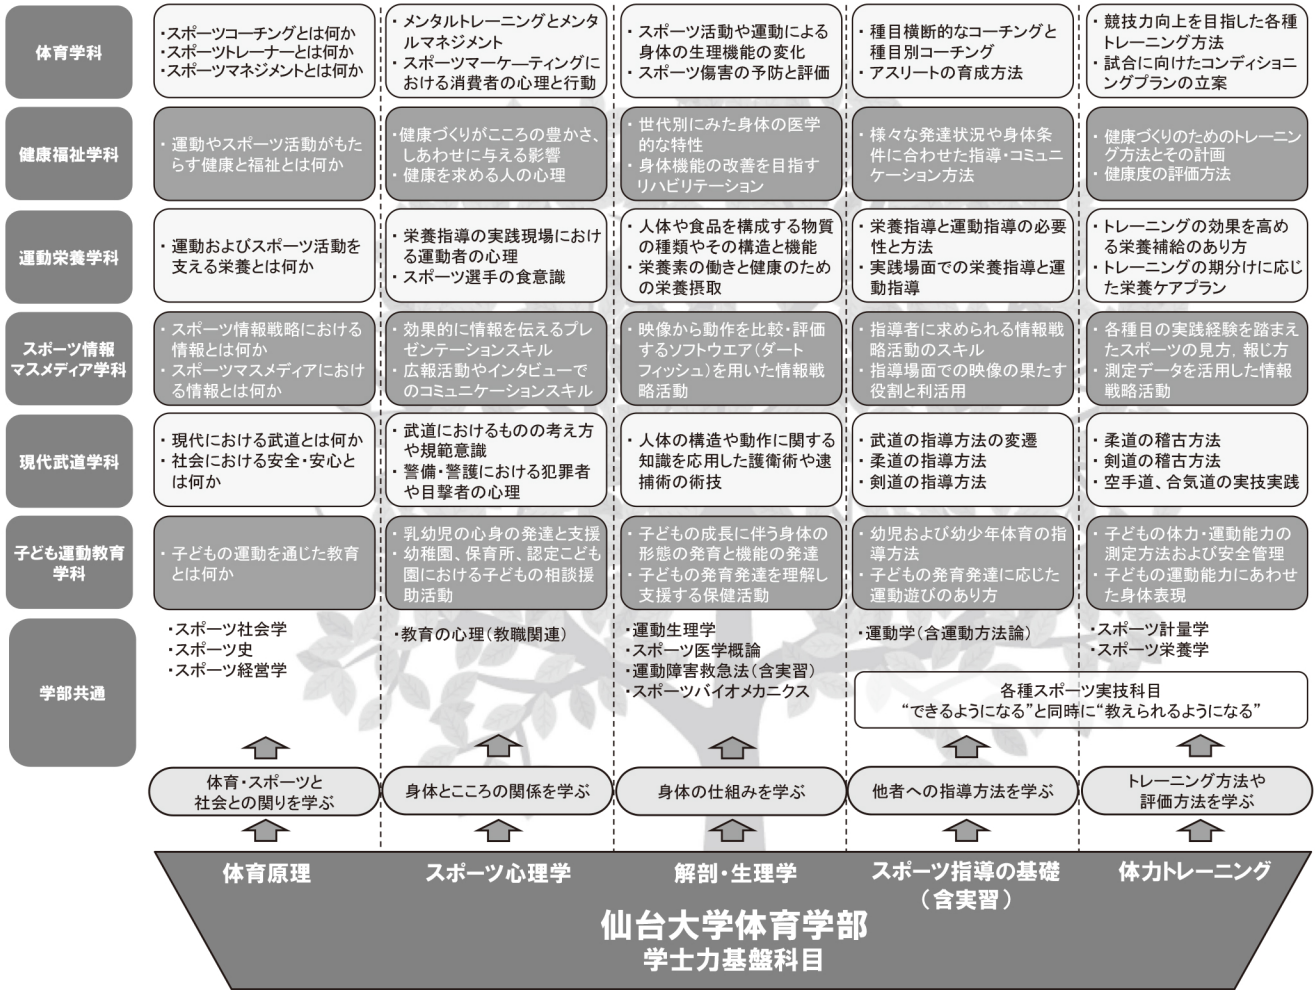 体育学科
・スポーツコーチングとは何か
・スポーツトレーナーとは何か
・スポーツマネジメントとは何か
・メンタルトレーニングとメンタ
ルマネジメント
・スポーツマーケーティングに
おける消費者の心理と行動
・スポーツ活動や運動による
身体の生理機能の変化
・スポーツ傷害の予防と評価
・種目横断的なコーチングと
種目別コーチング
・アスリートの育成方法
・競技力向上を目指した各種
トレーニング方法
・試合に向けたコンディショニ
ングプランの立案
健康福祉学科
・運動やスポーツ活動がもた
らす健康と福祉とは何か
・健康づくりがこころの豊かさ、
しあわせに与える影響
・健康を求める人の心理
・世代別にみた身体の医学
的な特性
・身体機能の改善を目指す
リハビリテーション
・様々な発達状況や身体条
件に合わせた指導・コミュニ
ケーション方法
・健康づくりのためのトレーニン
グ方法とその計画
・健康度の評価方法
運動栄養学科
・運動およびスポーツ活動を
支える栄養とは何か
・栄養指導の実践現場におけ
る運動者の心理
・スポーツ選手の食意識
・人体や食品を構成する物質
の種類やその構造と機能
・栄養素の働きと健康のため
の栄養摂取
・栄養指導と運動指導の必要
性と方法
・実践場面での栄養指導と運
動指導
・トレーニングの効果を高め
る栄養補給のあり方
・トレーニングの期分けに応じ
た栄養ケアプラン
スポーツ情報
マスメディア学科
・スポーツ情報戦略における
情報とは何か
・スポーツマスメディアにおけ
る情報とは何か
・効果的に情報を伝えるプレ
ゼンテーションスキル
・広報活動やインタビューで
のコミュニケーションスキル
・映像から動作を比較・評価
するソフトウエア（ダート
フィッシュ）を用いた情報戦
略活動
・指導者に求められる情報戦
略活動のスキル
・指導場面での映像の果たす
役割と利活用
・各種目の実践経験を踏まえ
たスポーツの見方，報じ方
・測定データを活用した情報
戦略活動
現代武道学科
・現代における武道とは何か
・社会における安全・安心と
は何か
・武道におけるものの考え方
や規範意識
・警備・警護における犯罪者
や目撃者の心理
・人体の構造や動作に関する
知識を応用した護衛術や逮
捕術の術技
・武道の指導方法の変遷
・柔道の指導方法
・剣道の指導方法
・柔道の稽古方法
・剣道の稽古方法
・空手道、合気道の実技実践
子ども運動教育
学科
・子どもの運動を通じた教育
とは何か
・乳幼児の心身の発達と支援
・幼稚園、保育所、認定こども
園における子どもの相談援
助活動
・子どもの成長に伴う身体の
形態の発育と機能の発達
・子どもの発育発達を理解し
支援する保健活動
・幼児および幼少年体育の指
導方法
・子どもの発育発達に応じた
運動遊びのあり方
・子どもの体力・運動能力の
測定方法および安全管理
・子どもの運動能力にあわせ
た身体表現
学部共通
・スポーツ社会学
・スポーツ史
・スポーツ経営学
・教育の心理（教職関連）
・運動生理学
・スポーツ医学概論
・運動障害救急法（含実習）
・スポーツバイオメカニクス
・運動学（含運動方法論）
・スポーツ計量学
・スポーツ栄養学
各種スポーツ実技科目
“できるようになる”と同時に“教えられるようになる”
体育・スポーツと
社会との関りを学ぶ
身体とこころの関係を学ぶ
身体の仕組みを学ぶ
他者への指導方法を学ぶ
トレーニング方法や
評価方法を学ぶ
体育原理
スポーツ心理学
解剖・生理学
スポーツ指導の基礎
（含実習）
体力トレーニング
仙台大学体育学部
学士力基盤科目